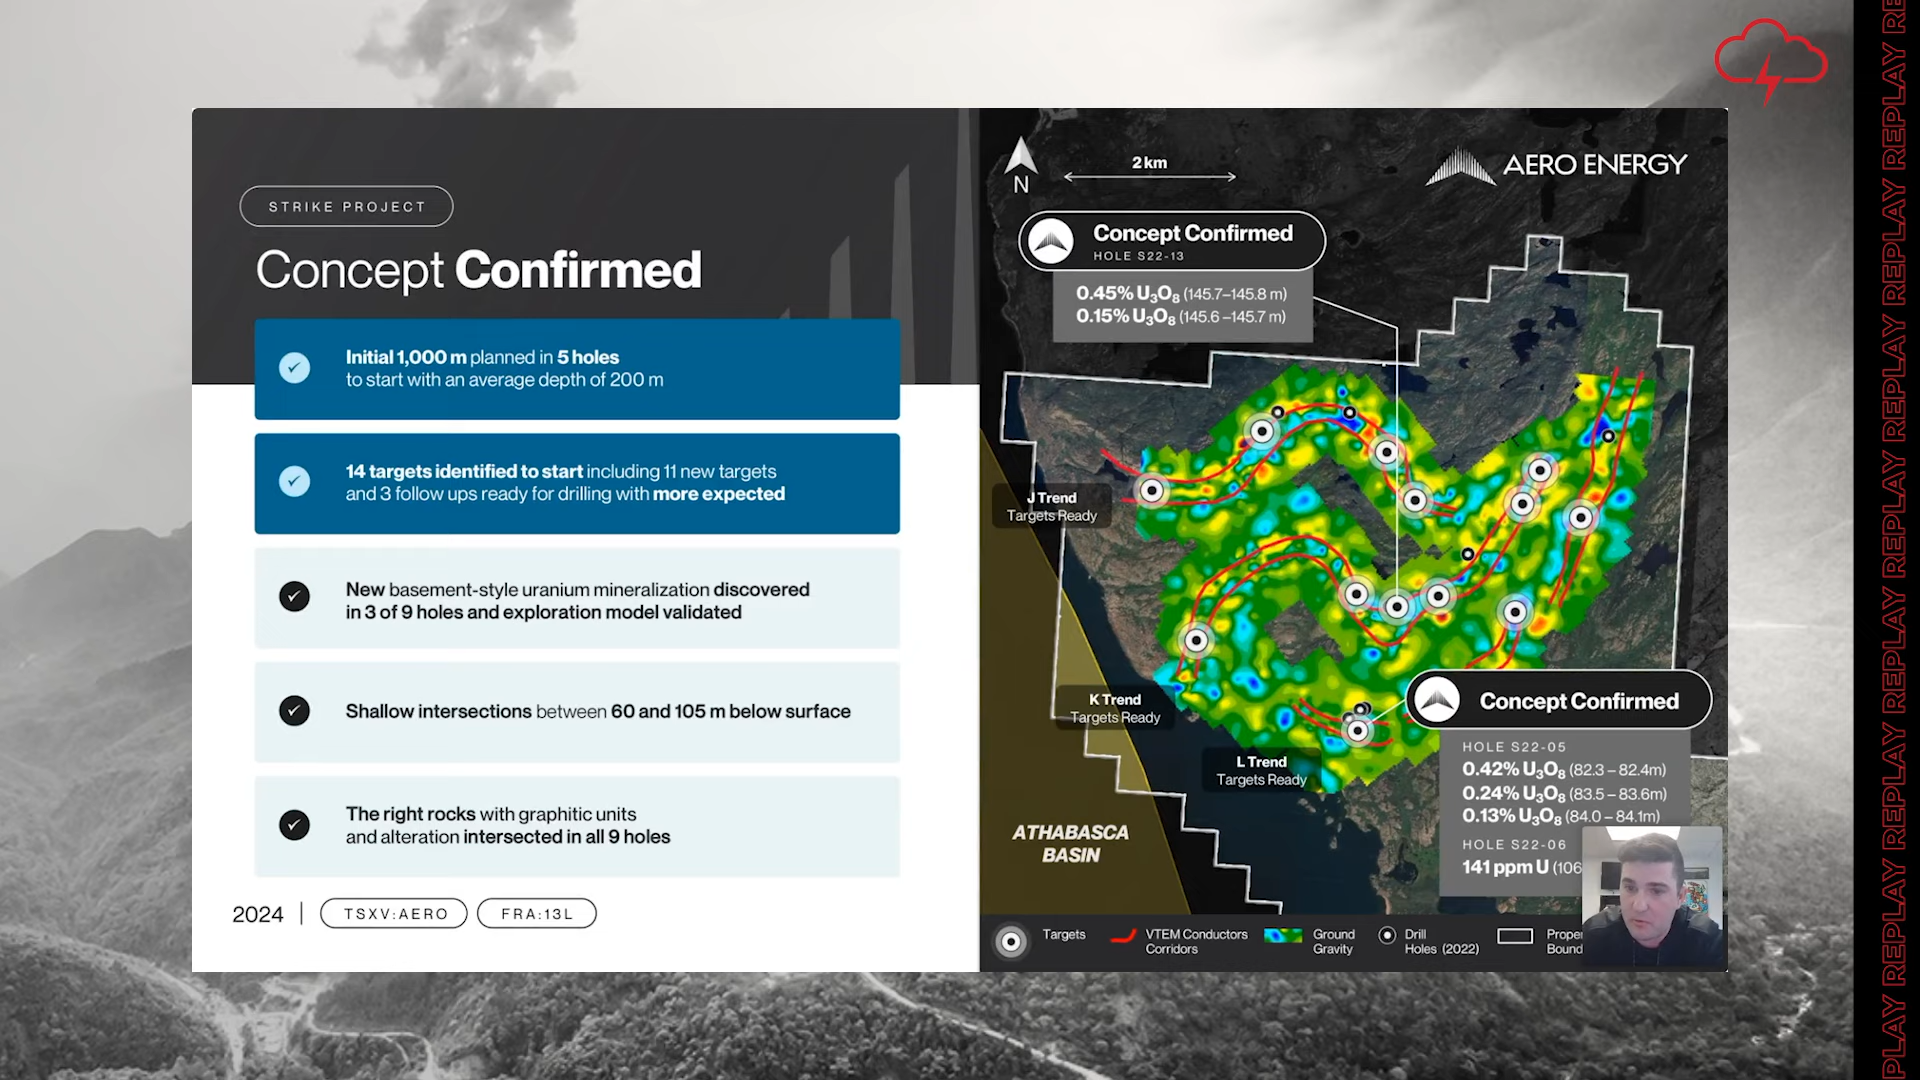 STRIKE PROJECT
Concept Confirmed
Initial 1,000 m planned in 5 holes
to start with an average depth of 200 m
14 targets identified to start including 11 new targets
and 3 follow ups ready for drilling with more expected
New basement-style uranium mineralization discovered
in 3 of 9 holes and exploration model validated
Shallow intersections between 60 and 105 m below surface
The right rocks with graphitic units
and alteration intersected in all 9 holes
2024 | TSXV:AERO FRA:13L
N
2 km
AERO ENERGY
Concept Confirmed
HOLE S22-13
0.45% U₃O₈ (145.7–145.8 m)
0.15% U₃O₈ (145.6 –145.7 m)
J Trend
Targets Ready
K Trend
Targets Ready
L Trend
Targets Ready
ATHABASCA
BASIN
Concept Confirmed
HOLE S22-05
0.42% U₃O₈ (82.3 – 82.4m)
0.24% U₃O₈ (83.5 – 83.6m)
0.13% U₃O₈ (84.0 – 84.1m)
HOLE S22-06
141 ppm U (106
Targets
VTEM Conductors
Corridors
Ground
Gravity
Drill
Holes (2022)
REPLAY REPLAY REPLAY REPLAY REPLAY REPLAY REPLAY REPLAY REPLAY